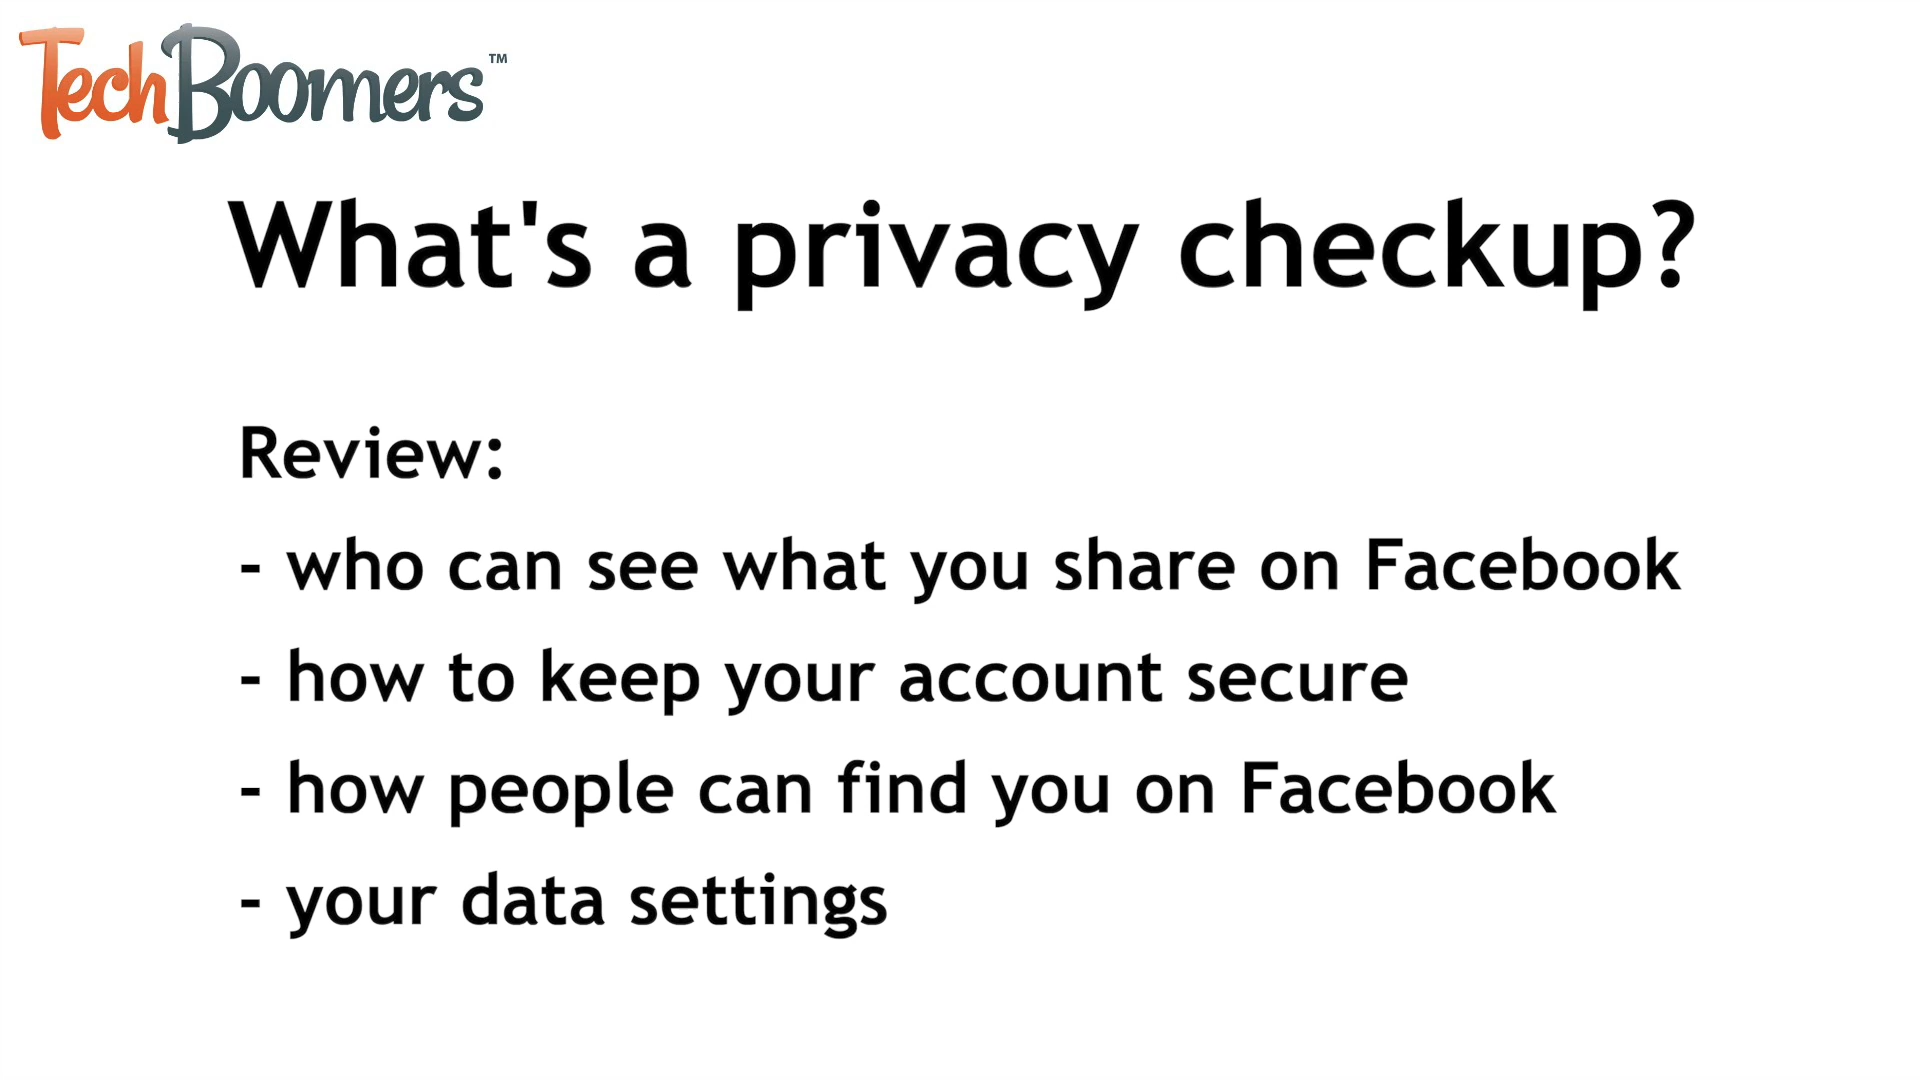 TechBoomers™
What's a privacy checkup?
Review:
- who can see what you share on Facebook
- how to keep your account secure
- how people can find you on Facebook
- your data settings